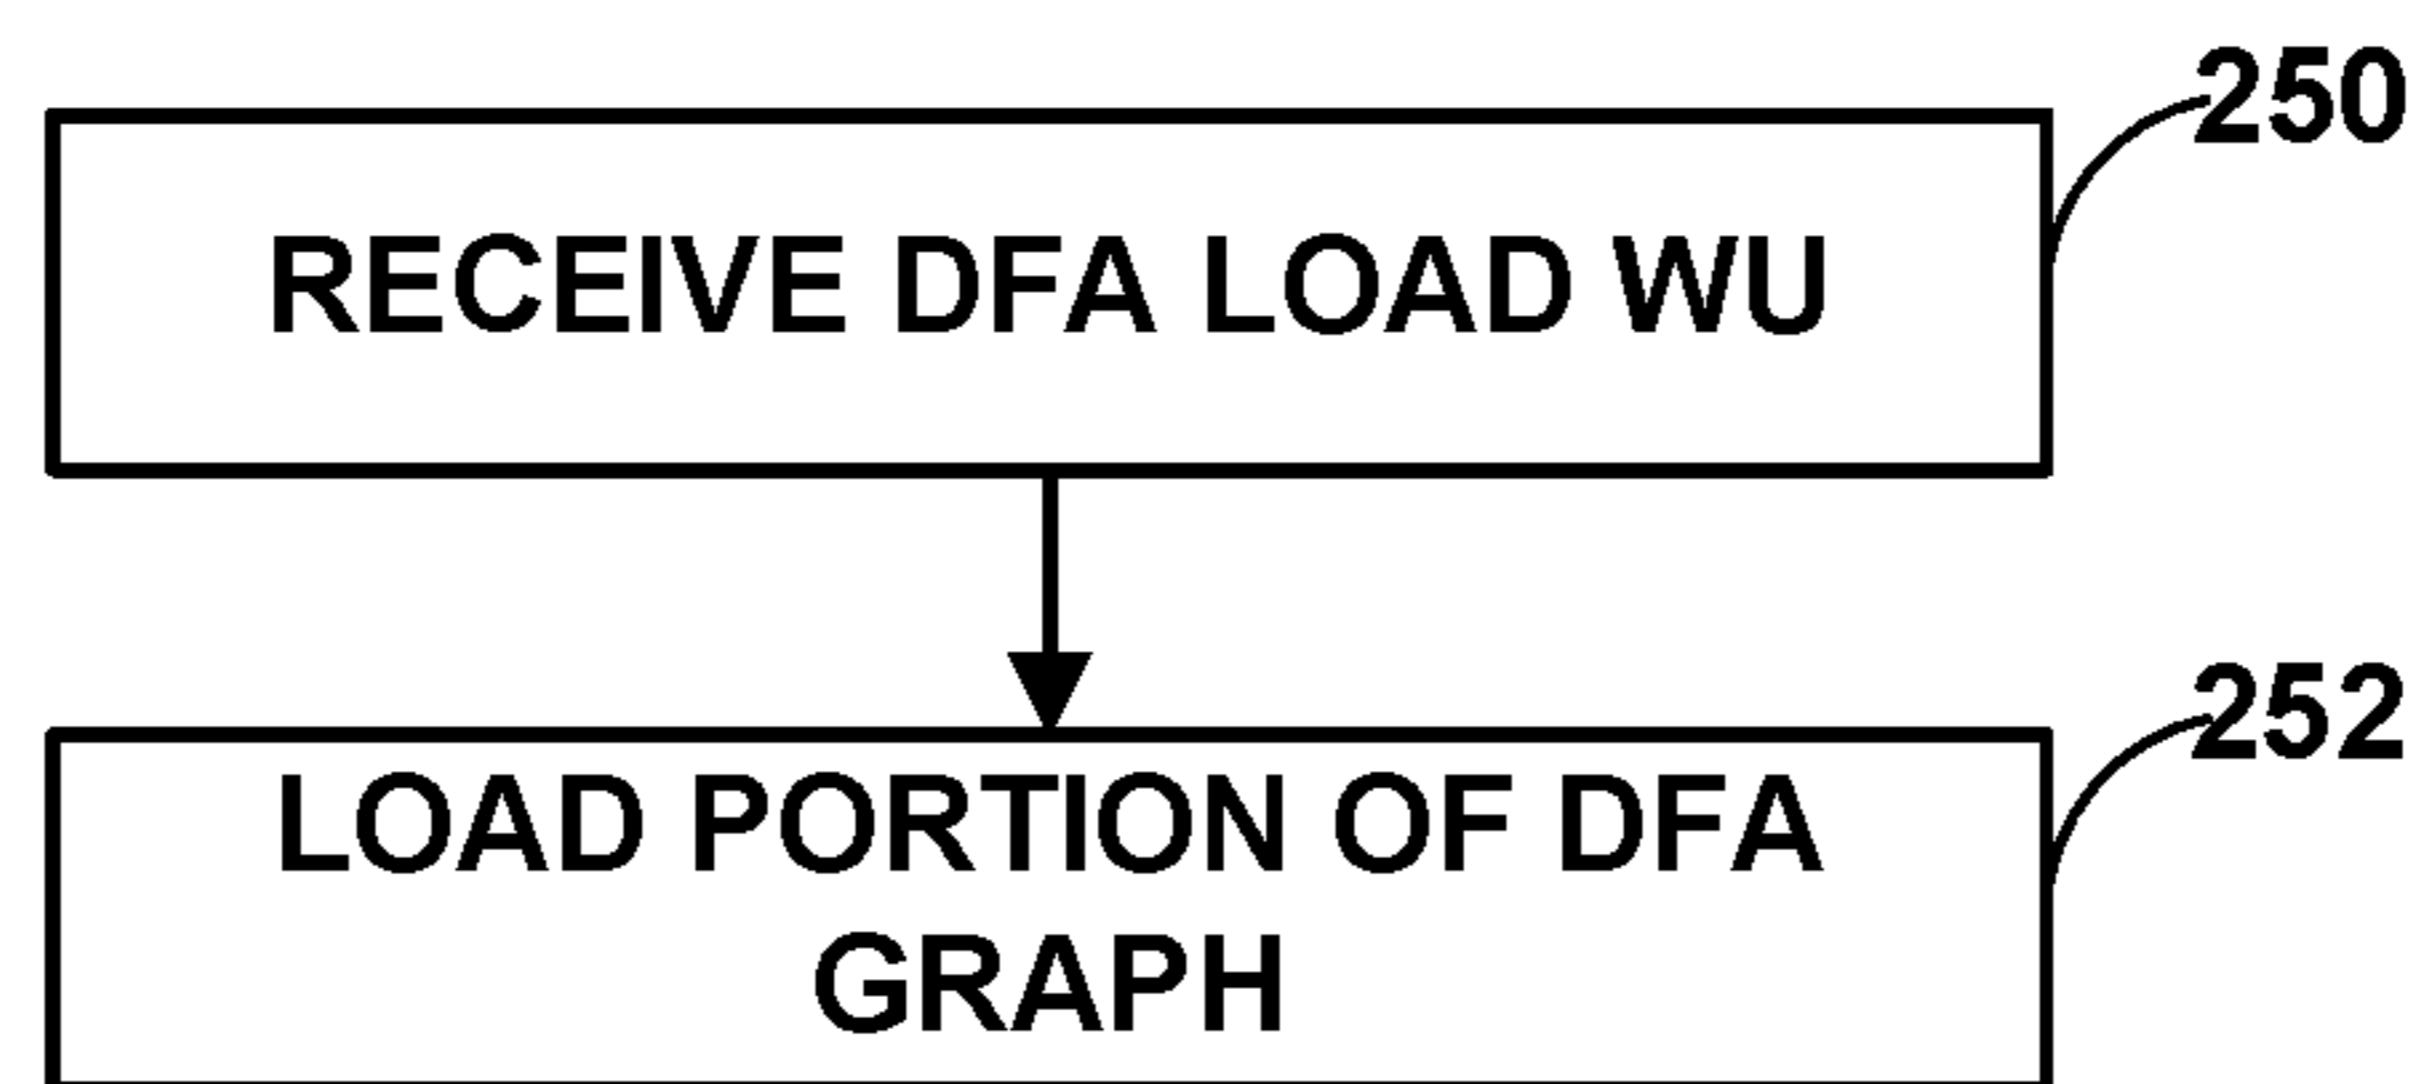 250
RECEIVE DFA LOAD WU
252
LOAD PORTION OF DFA
GRAPH